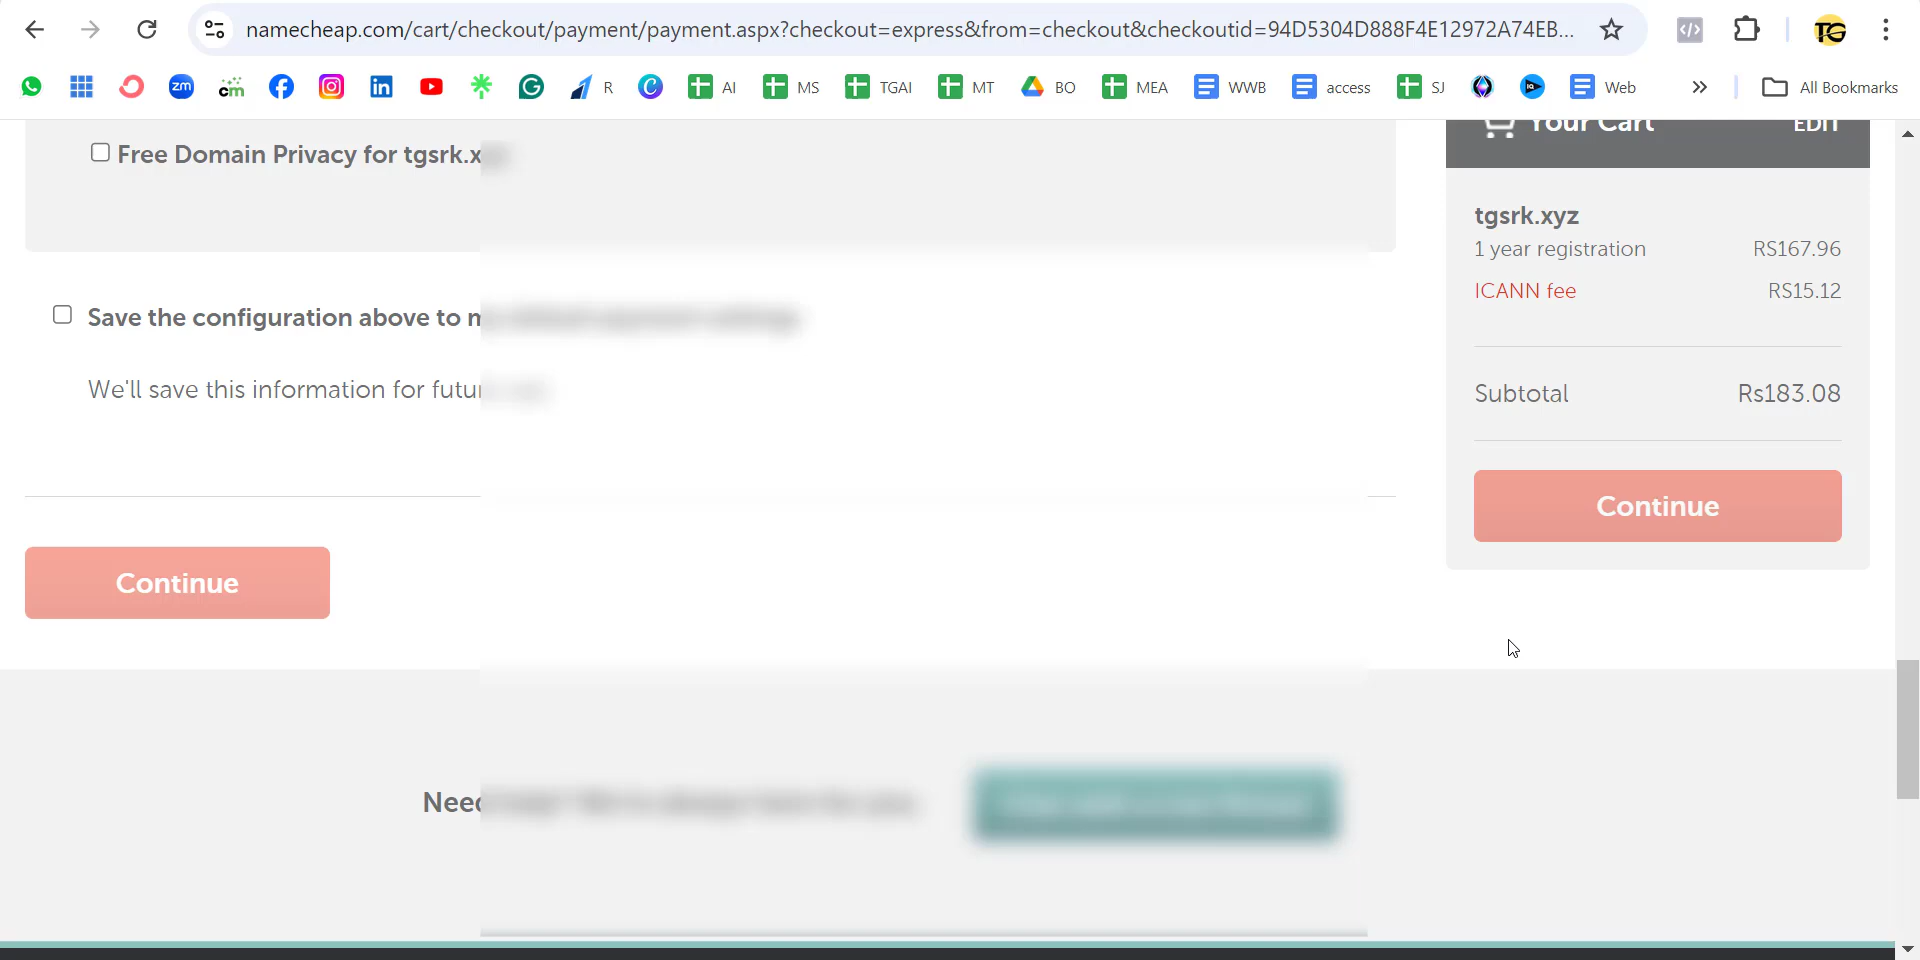 namecheap.com/cart/checkout/payment/payment.aspx?checkout=express&from=checkout&checkoutid=94D5304D888F4E12972A74EB...
TG
zm
cm
R
AI
MS
TGAI
MT
BO
MEA
WWB
access
SJ
Web
All Bookmarks
Free Domain Privacy for tgsrk.x
Save the configuration above to
We'll save this information for
Continue
Your Cart
EDIT
tgsrk.xyz
1 year registration RS167.96
ICANN fee RS15.12
Subtotal Rs183.08
Continue